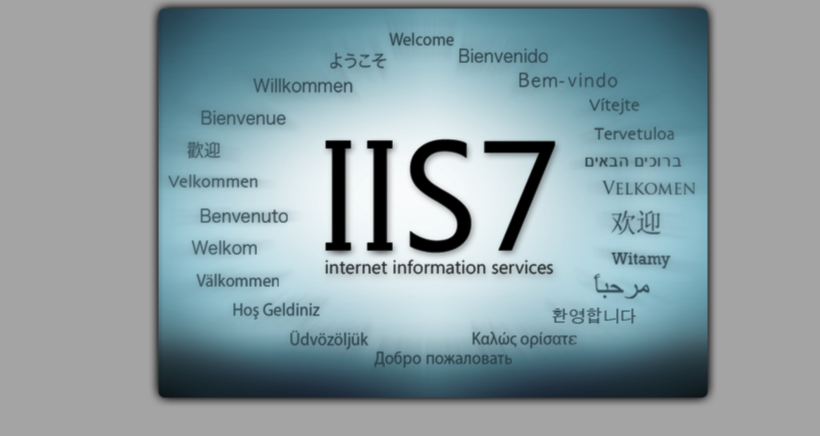 Welcome
ようこそ
Bienvenido
Willkommen
Bem-vindo
Bienvenue
Vítejte
歡迎
Tervetuloa
ברוכים הבאים
Velkommen
VELKOMEN
Benvenuto
欢迎
Welkom
Witamy
Välkommen
مرحباً
Hoş Geldiniz
환영합니다
Üdvözöljük
Καλώς ορίσατε
Добро пожаловать
IIS7
internet information services